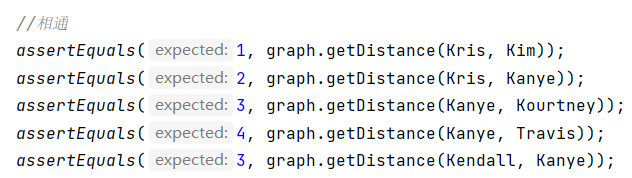 //相通
assertEquals( expected: 1, graph.getDistance(Kris, Kim));
assertEquals( expected: 2, graph.getDistance(Kris, Kanye));
assertEquals( expected: 3, graph.getDistance(Kanye, Kourtney));
assertEquals( expected: 4, graph.getDistance(Kanye, Travis));
assertEquals( expected: 3, graph.getDistance(Kendall, Kanye));